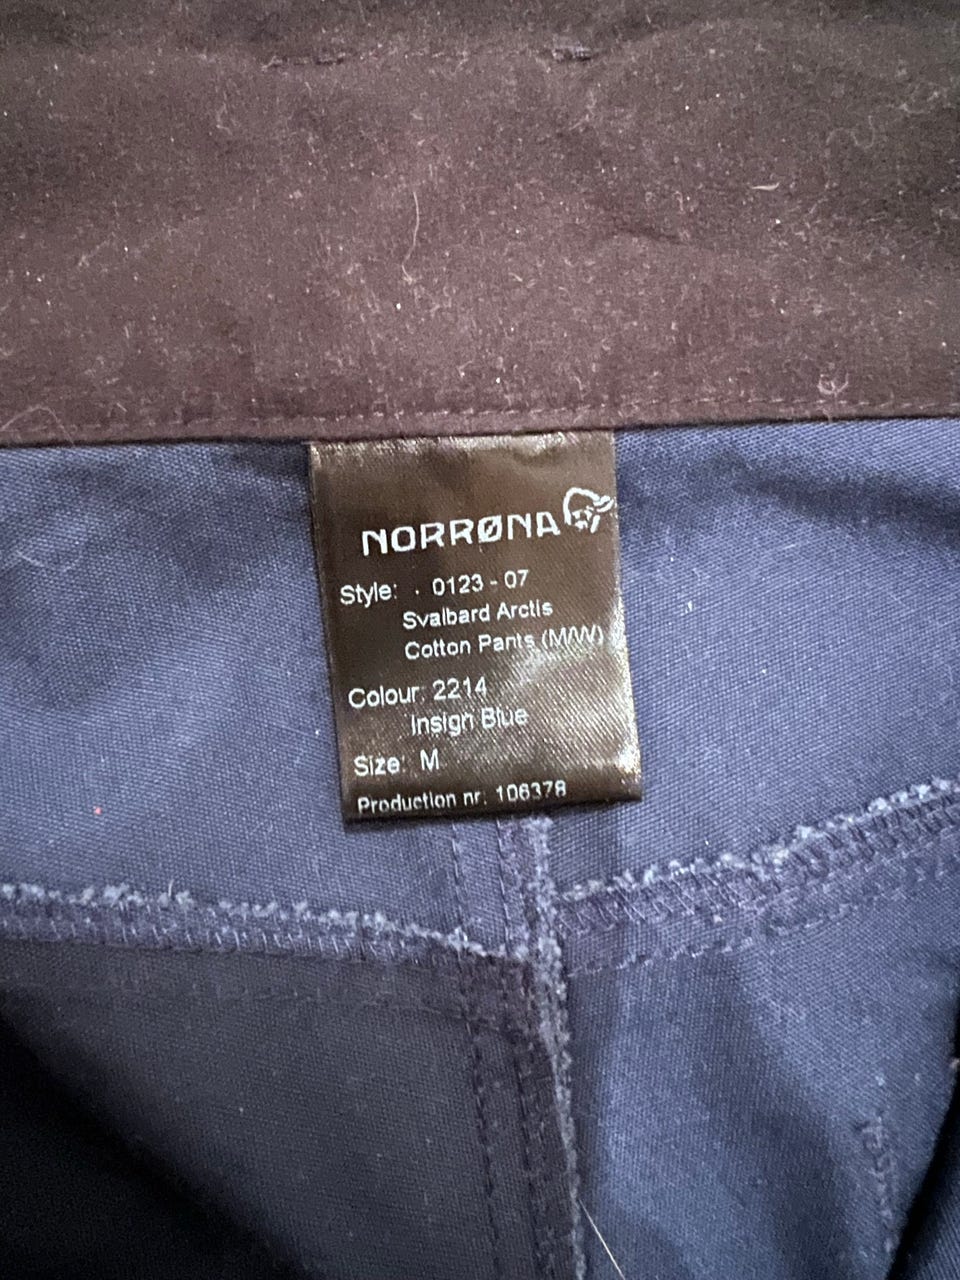 NORRØNA
Style: . 0123 - 07
Svalbard Arctis
Cotton Pants (M/W)
Colour: 2214
Insign Blue
Size: M
Production nr. 106378